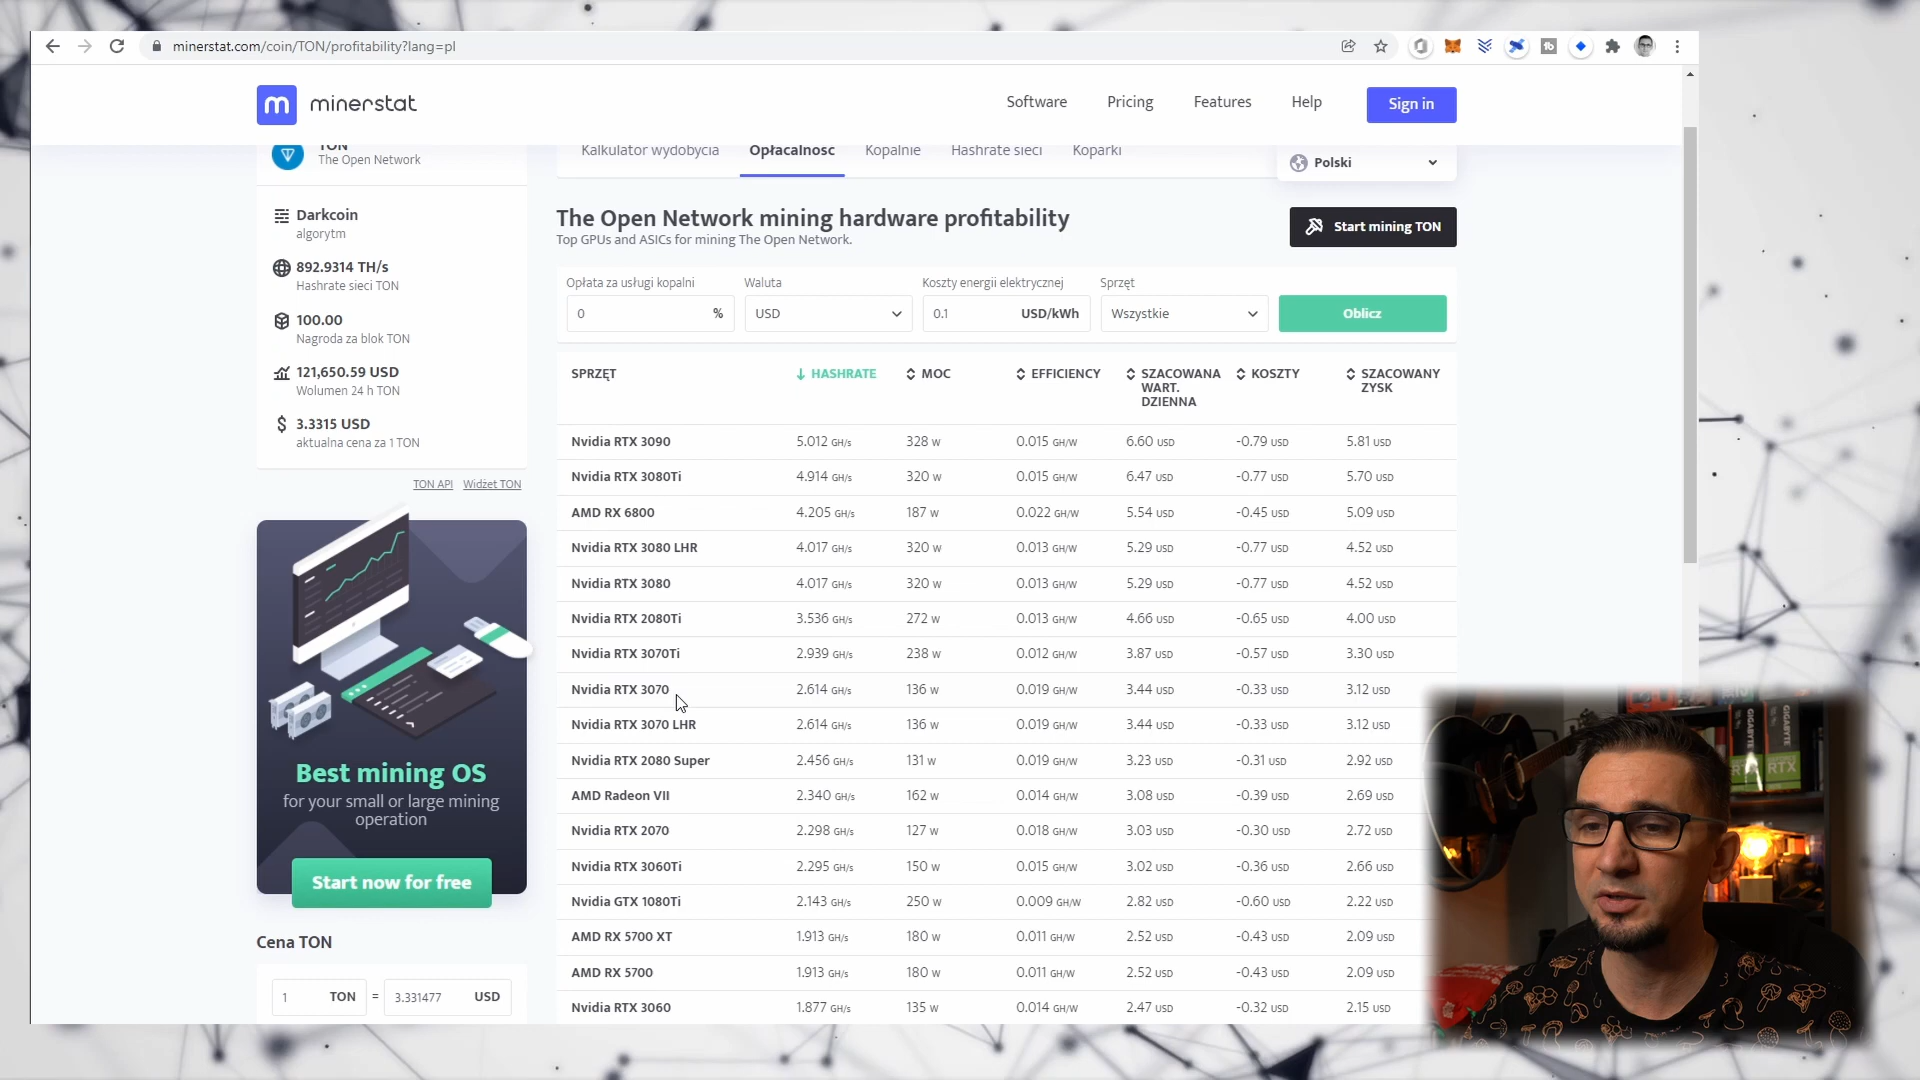 minerstat.com/coin/TON/profitability?lang=pl
m minerstat
Software Pricing Features Help Sign in
TON
The Open Network
Kalkulator wydobycia Opłacalność Kopalnie Hashrate sieci Koparki
Polski
Darkcoin
algorytm
892.9314 TH/s
Hashrate sieci TON
100.00
Nagroda za blok TON
121,650.59 USD
Wolumen 24 h TON
3.3315 USD
aktualna cena za 1 TON
TON API Widżet TON
Best mining OS
for your small or large mining
operation
Start now for free
Cena TON
1 TON = 3.331477 USD
The Open Network mining hardware profitability
Top GPUs and ASICs for mining The Open Network.
Start mining TON
Opłata za usługi kopalni Waluta Koszty energii elektrycznej Sprzęt
0 % USD 0.1 USD/kWh Wszystkie Oblicz
SPRZĘT HASHRATE MOC EFFICIENCY SZACOWANA WART. DZIENNA KOSZTY SZACOWANY ZYSK
Nvidia RTX 3090 5.012 GH/s 328 W 0.015 GH/W 6.60 USD -0.79 USD 5.81 USD
Nvidia RTX 3080Ti 4.914 GH/s 320 W 0.015 GH/W 6.47 USD -0.77 USD 5.70 USD
AMD RX 6800 4.205 GH/s 187 W 0.022 GH/W 5.54 USD -0.45 USD 5.09 USD
Nvidia RTX 3080 LHR 4.017 GH/s 320 W 0.013 GH/W 5.29 USD -0.77 USD 4.52 USD
Nvidia RTX 3080 4.017 GH/s 320 W 0.013 GH/W 5.29 USD -0.77 USD 4.52 USD
Nvidia RTX 2080Ti 3.536 GH/s 272 W 0.013 GH/W 4.66 USD -0.65 USD 4.00 USD
Nvidia RTX 3070Ti 2.939 GH/s 238 W 0.012 GH/W 3.87 USD -0.57 USD 3.30 USD
Nvidia RTX 3070 2.614 GH/s 136 W 0.019 GH/W 3.44 USD -0.33 USD 3.12 USD
Nvidia RTX 3070 LHR 2.614 GH/s 136 W 0.019 GH/W 3.44 USD -0.33 USD 3.12 USD
Nvidia RTX 2080 Super 2.456 GH/s 131 W 0.019 GH/W 3.23 USD -0.31 USD 2.92 USD
AMD Radeon VII 2.340 GH/s 162 W 0.014 GH/W 3.08 USD -0.39 USD 2.69 USD
Nvidia RTX 2070 2.298 GH/s 127 W 0.018 GH/W 3.03 USD -0.30 USD 2.72 USD
Nvidia RTX 3060Ti 2.295 GH/s 150 W 0.015 GH/W 3.02 USD -0.36 USD 2.66 USD
Nvidia GTX 1080Ti 2.143 GH/s 250 W 0.009 GH/W 2.82 USD -0.60 USD 2.22 USD
AMD RX 5700 XT 1.913 GH/s 180 W 0.011 GH/W 2.52 USD -0.43 USD 2.09 USD
AMD RX 5700 1.913 GH/s 180 W 0.011 GH/W 2.52 USD -0.43 USD 2.09 USD
Nvidia RTX 3060 1.877 GH/s 135 W 0.014 GH/W 2.47 USD -0.32 USD 2.15 USD
GIGABYTE
GIGABYTE
RTX
RTX